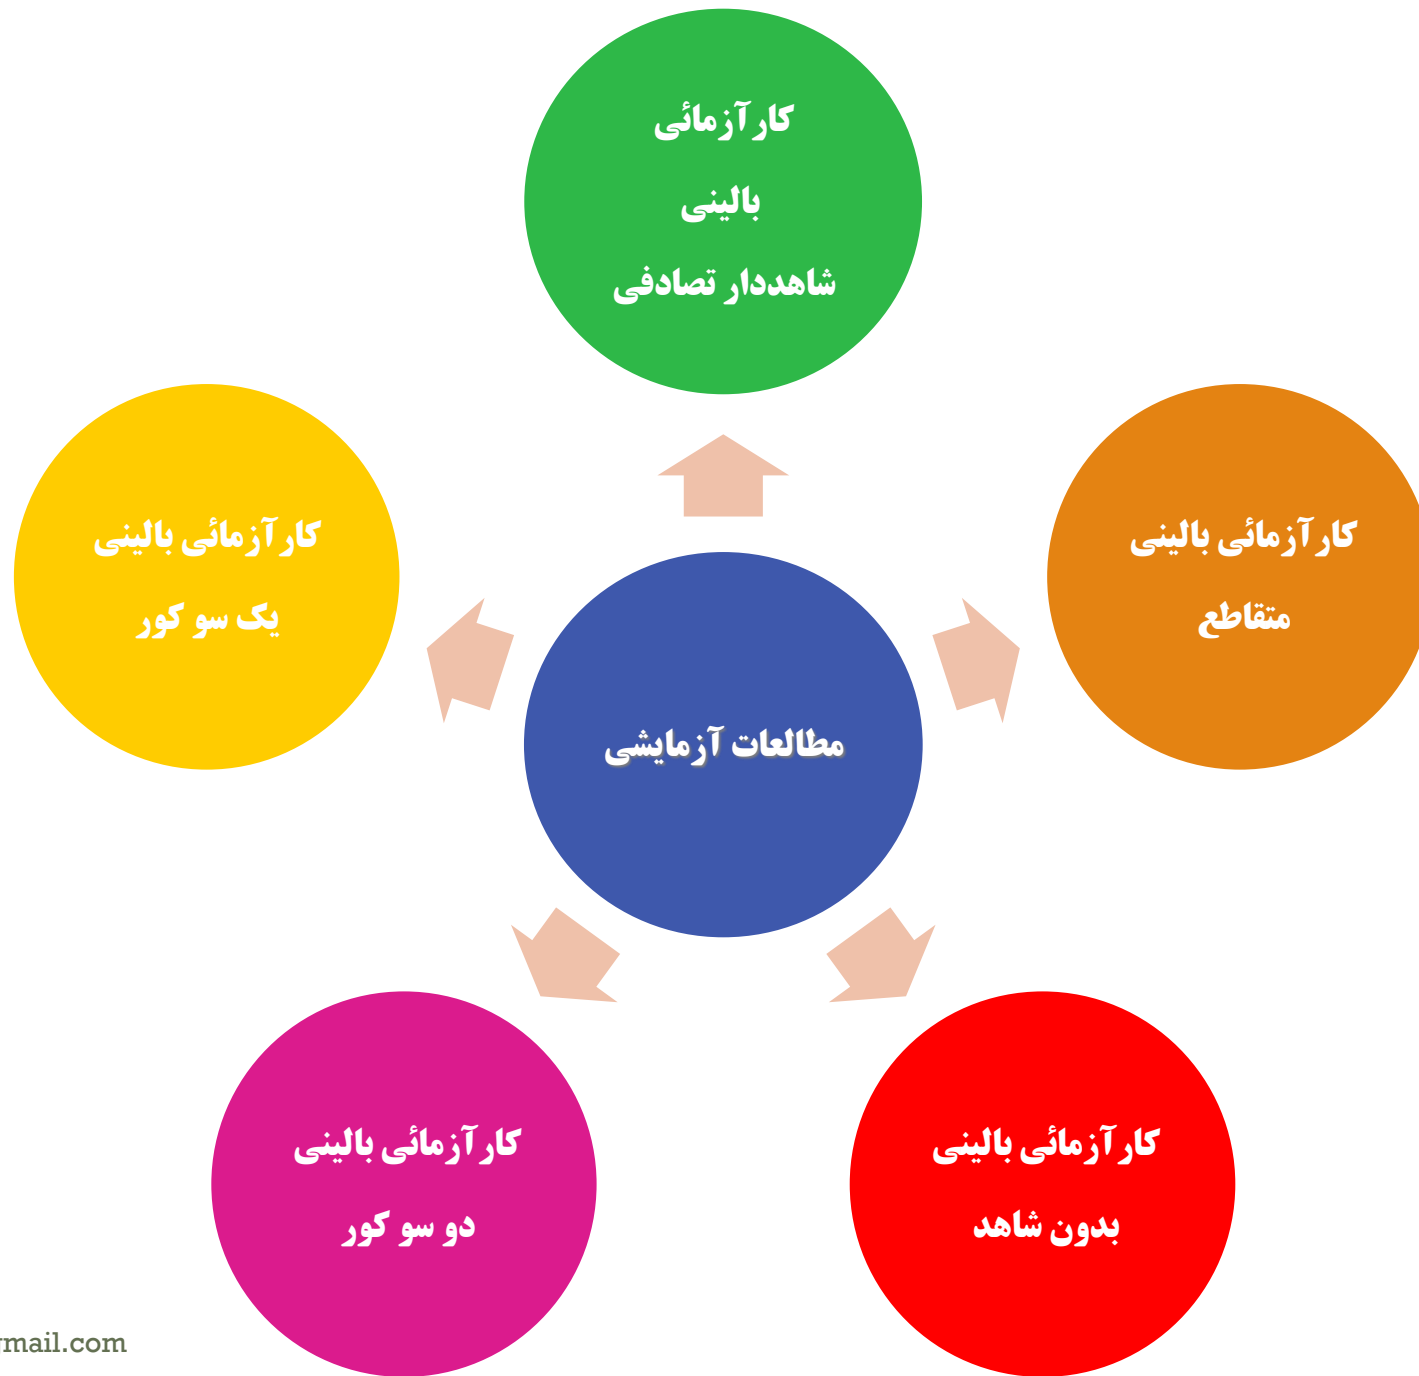 کارآزمائی
بالینی
شاهددار تصادفی
کارآزمائی بالینی
متقاطع
کارآزمائی بالینی
یک سو کور
مطالعات آزمایشی
کارآزمائی بالینی
بدون شاهد
کارآزمائی بالینی
دو سو کور
gmail.com